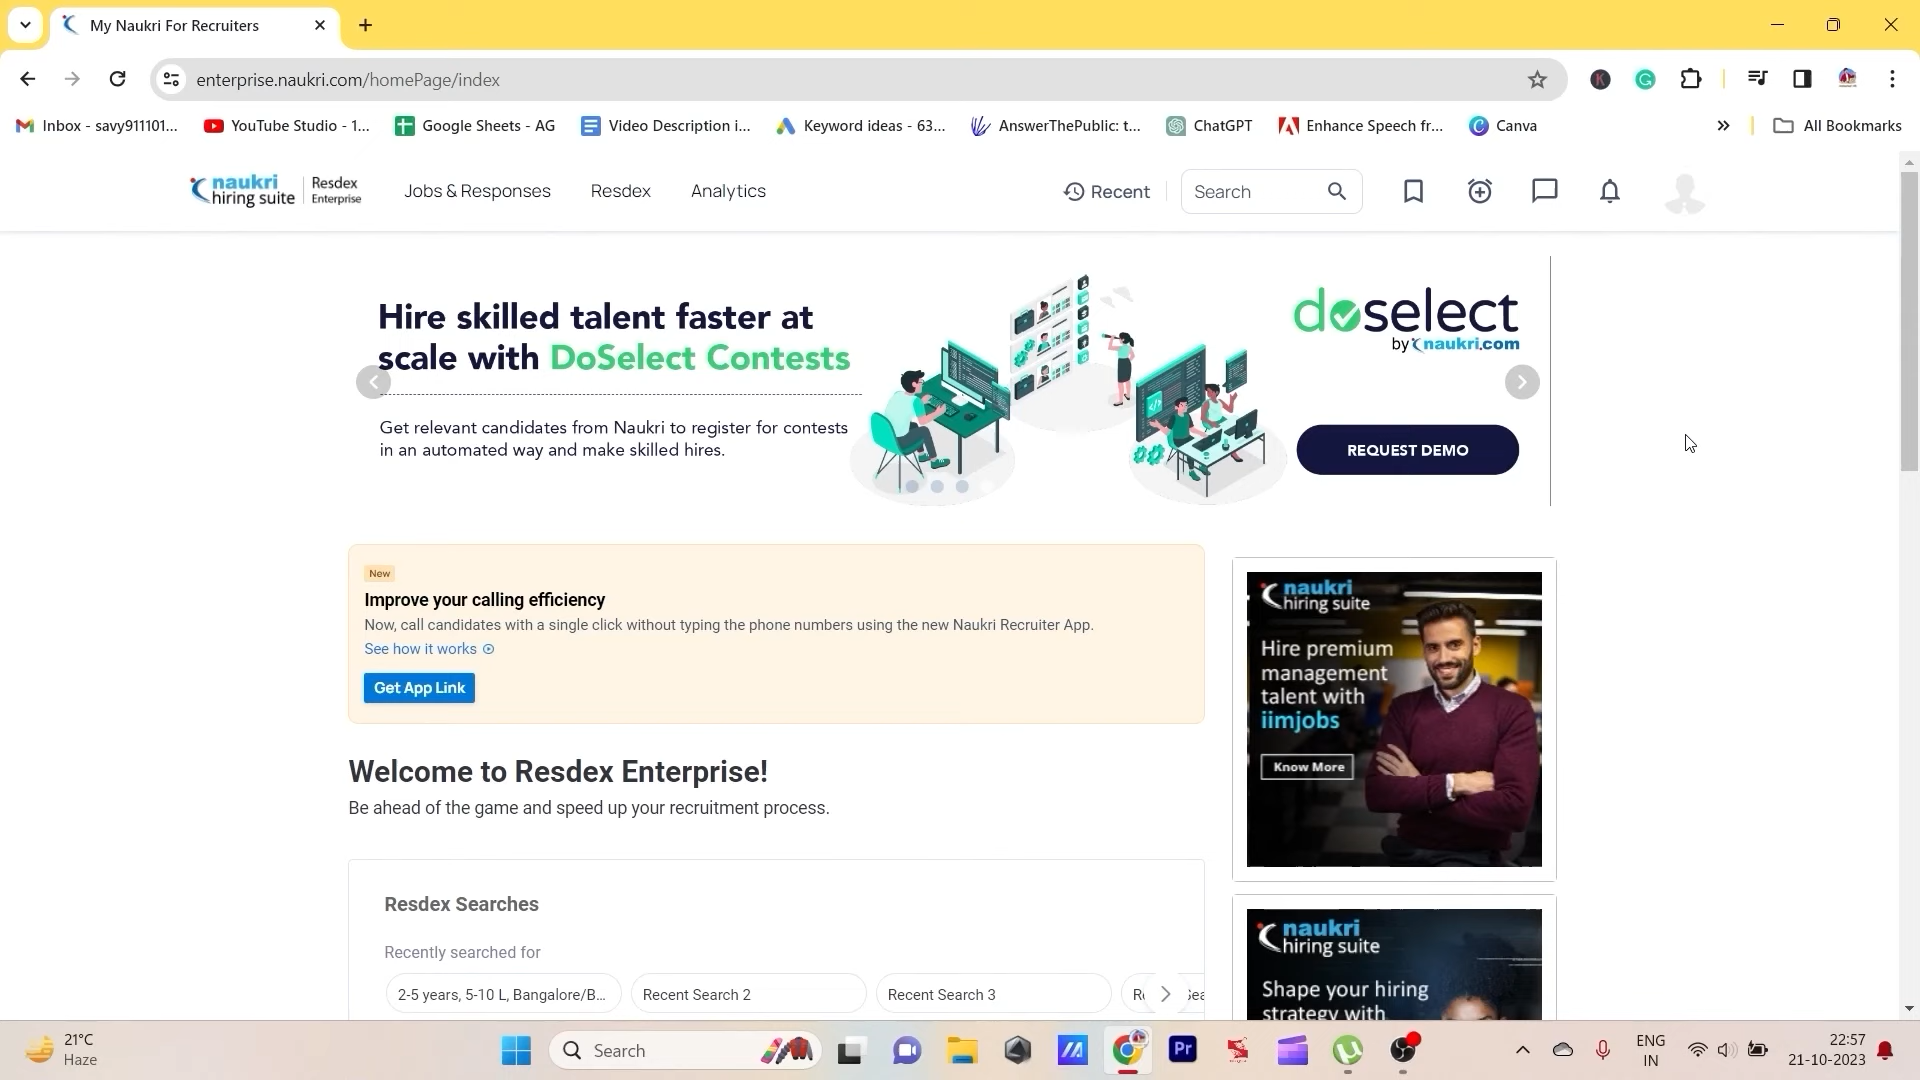 My Naukri For Recruiters
enterprise.naukri.com/homePage/index
Inbox - savy911101...
YouTube Studio - 1...
Google Sheets - AG
Video Description i...
Keyword ideas - 63...
AnswerThePublic: t...
ChatGPT
Enhance Speech fr...
Canva
All Bookmarks
naukri
hiring suite
Resdex
Enterprise
Jobs & Responses
Resdex
Analytics
Recent
Search
Hire skilled talent faster at
scale with DoSelect Contests
Get relevant candidates from Naukri to register for contests
in an automated way and make skilled hires.
doselect
by naukri.com
REQUEST DEMO
New
Improve your calling efficiency
Now, call candidates with a single click without typing the phone numbers using the new Naukri Recruiter App.
See how it works
Get App Link
naukri
hiring suite
Hire premium
management
talent with
iimjobs
Know More
Welcome to Resdex Enterprise!
Be ahead of the game and speed up your recruitment process.
Resdex Searches
Recently searched for
2-5 years, 5-10 L, Bangalore/B...
Recent Search 2
Recent Search 3
naukri
hiring suite
Shape your hiring
strategy with
21°C
Haze
Search
Pr
ENG
IN
22:57
21-10-2023